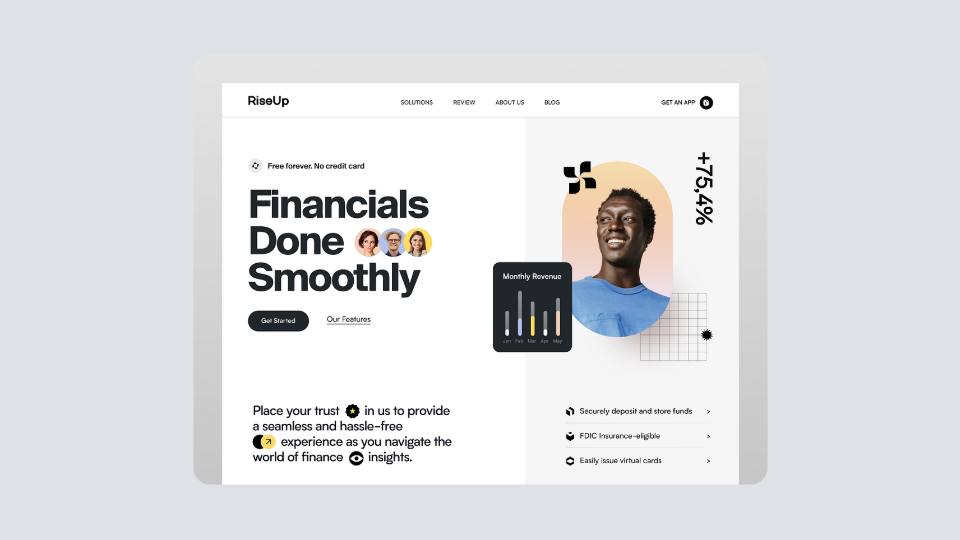 RiseUp
SOLUTIONS
REVIEW
ABOUT US
BLOG
GET AN APP
Free forever. No credit card
Financials
Done
Smoothly
Get Started
Our Features
+75,4%
Monthly Revenue
Jan Feb Mar Apr May
Place your trust in us to provide
a seamless and hassle-free
experience as you navigate the
world of finance insights.
Securely deposit and store funds >
FDIC Insurance-eligible >
Easily issue virtual cards >